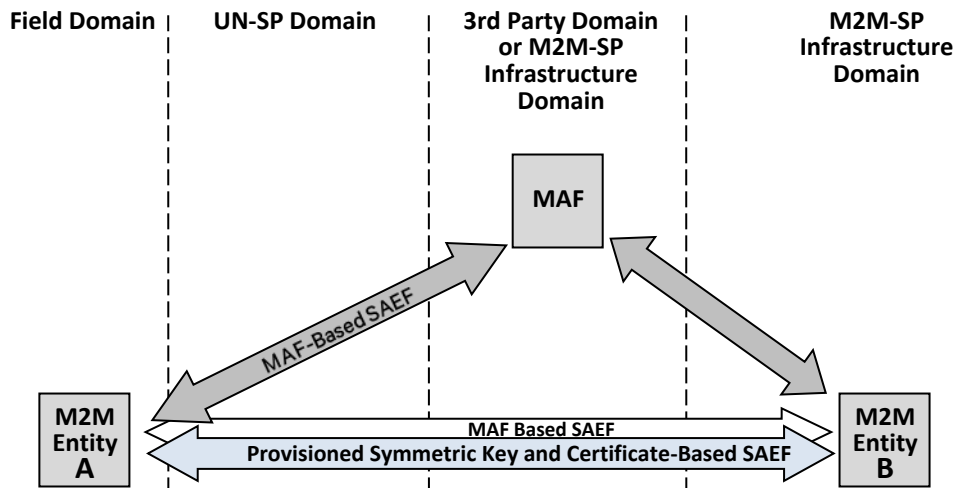 Field Domain
UN-SP Domain
3rd Party Domain
or M2M-SP
Infrastructure
Domain
M2M-SP
Infrastructure
Domain
MAF
MAF-Based SAEF
M2M
Entity
A
MAF Based SAEF
Provisioned Symmetric Key and Certificate-Based SAEF
M2M
Entity
B